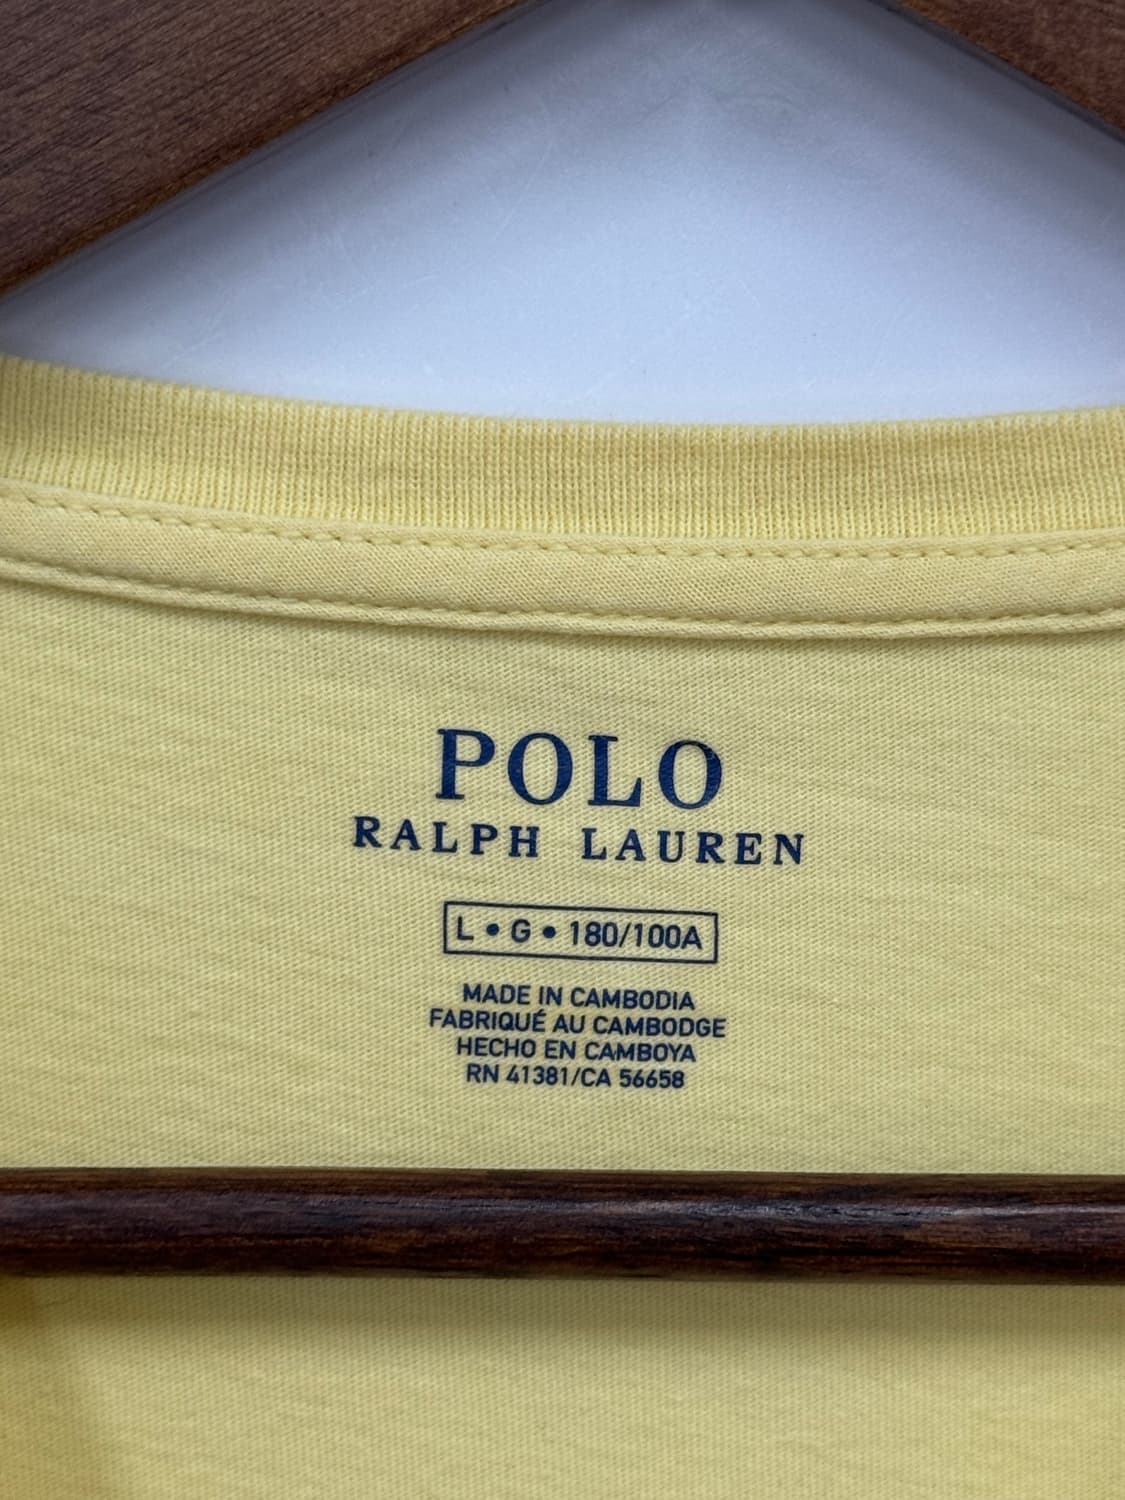 POLO
RALPH LAUREN
L • G • 180/100A
MADE IN CAMBODIA
FABRIQUÉ AU CAMBODGE
HECHO EN CAMBOYA
RN 41381/CA 56658